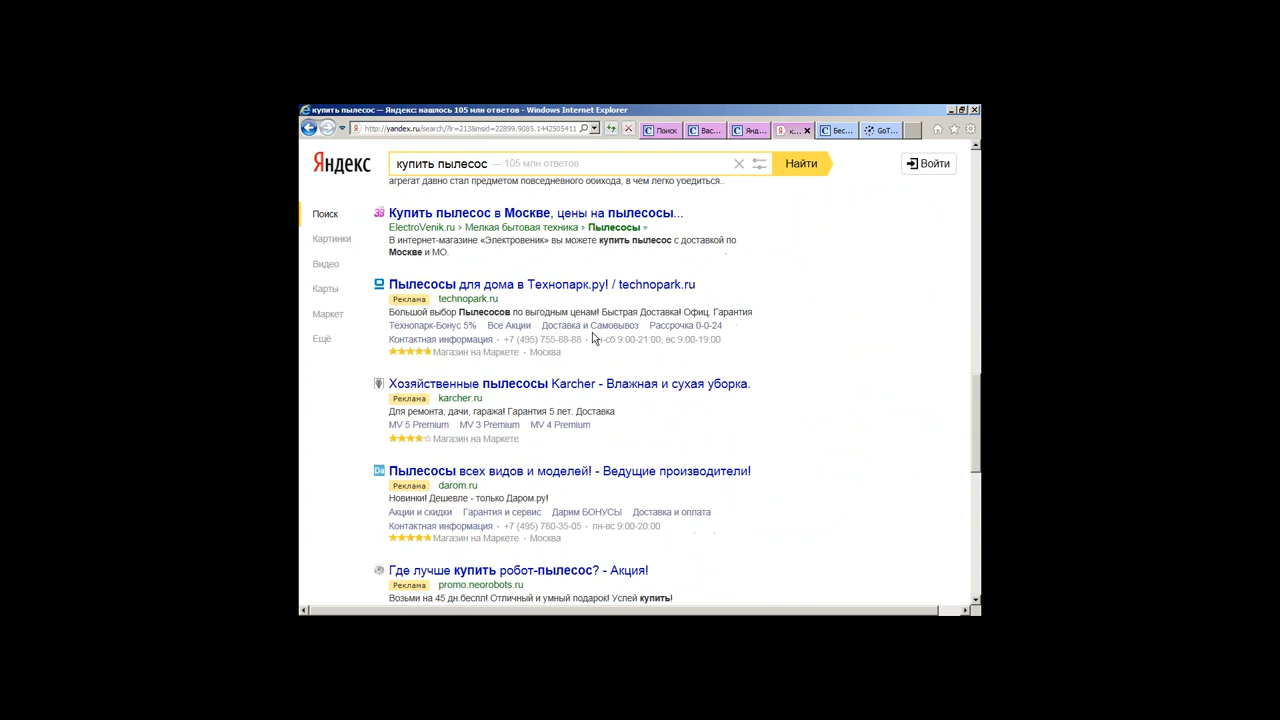 купить пылесос — Яндекс: нашлось 105 млн ответов - Windows Internet Explorer
http://yandex.ru/search/?lr=213&msid=22899.9085.1442505411
Поиск
Вас...
Янд...
к...
Бес...
GoT...
Яндекс
купить пылесос — 105 млн ответов
Найти
Войти
агрегат давно стал предметом повседневного обихода, в чем легко убедиться..
Поиск
Картинки
Видео
Карты
Маркет
Ещё
Купить пылесос в Москве, цены на пылесосы...
ElectroVenik.ru > Мелкая бытовая техника > Пылесосы
В интернет-магазине «Электровеник» вы можете купить пылесос с доставкой по
Москве и МО.
Пылесосы для дома в Технопарк.ру! / technopark.ru
Реклама technopark.ru
Большой выбор Пылесосов по выгодным ценам! Быстрая Доставка! Офиц. Гарантия
Технопарк-Бонус 5% Все Акции Доставка и Самовывоз Рассрочка 0-0-24
Контактная информация · +7 (495) 755-88-88 · пн-сб 9:00-21:00, вс 9:00-19:00
Магазин на Маркете · Москва
Хозяйственные пылесосы Karcher - Влажная и сухая уборка.
Реклама karcher.ru
Для ремонта, дачи, гаража! Гарантия 5 лет. Доставка
MV 5 Premium MV 3 Premium MV 4 Premium
Магазин на Маркете
Пылесосы всех видов и моделей! - Ведущие производители!
Реклама darom.ru
Новинки! Дешевле - только Даром.ру!
Акции и скидки Гарантия и сервис Дарим БОНУСЫ Доставка и оплата
Контактная информация · +7 (495) 780-35-05 · пн-вс 9:00-20:00
Магазин на Маркете · Москва
Где лучше купить робот-пылесос? - Акция!
Реклама promo.neorobots.ru
Возьми на 45 дн.беспл! Отличный и умный подарок! Успей купить!